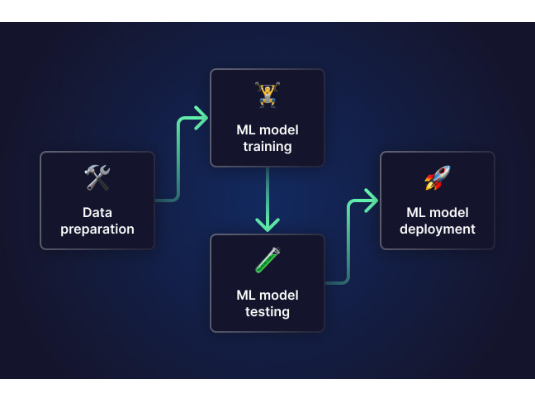 Data
preparation
ML model
training
ML model
testing
ML model
deployment